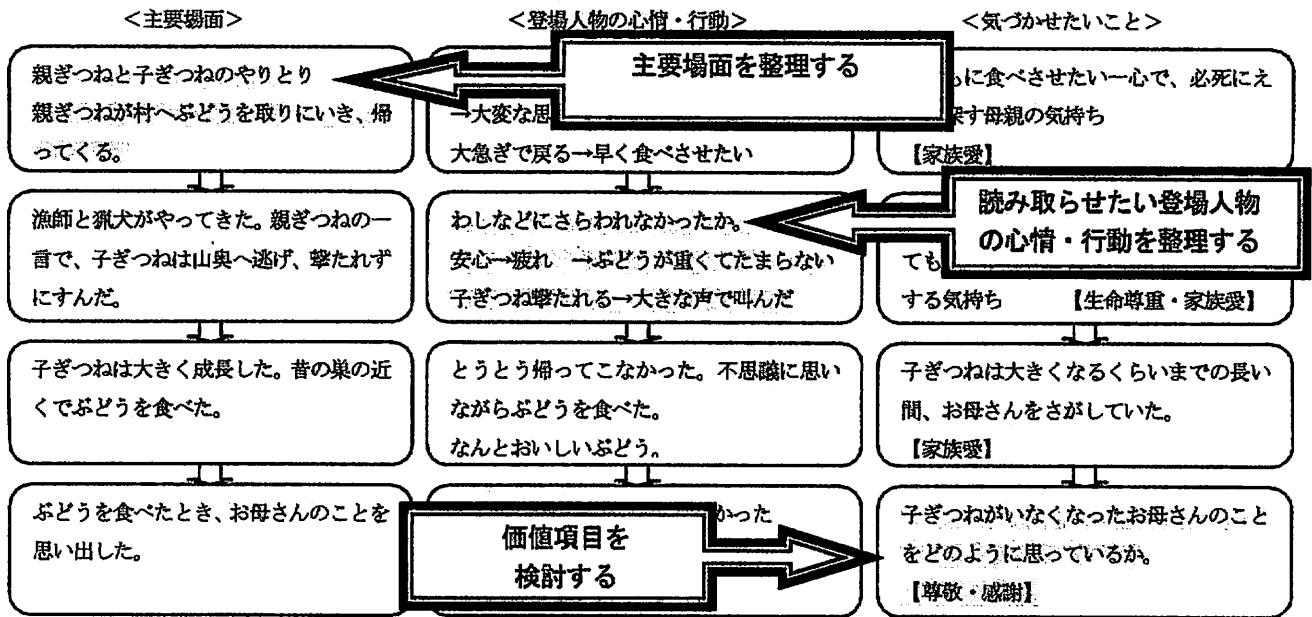 <主要場面>
<登場人物の心情・行動>
<気づかせたいこと>
親ぎつねと子ぎつねのやりとり
親ぎつねが村へぶどうを取りにいき、帰
ってくる。
主要場面を整理する
→大変な思
大急ぎで戻る→早く食べさせたい
に食べさせたい一心で、必死にえ
探す母親の気持ち
【家族愛】
漁師と猟犬がやってきた。親ぎつねの一
言で、子ぎつねは山奥へ逃げ、撃たれず
にすんだ。
わしなどにさらわれなかったか。
安心→疲れ →ぶどうが重くてたまらない
子ぎつね撃たれる→大きな声で叫んだ
読み取らせたい登場人物
の心情・行動を整理する
ても
する気持ち 【生命尊重・家族愛】
子ぎつねは大きく成長した。昔の巣の近
くでぶどうを食べた。
とうとう帰ってこなかった。不思議に思い
ながらぶどうを食べた。
なんとおいしいぶどう。
子ぎつねは大きくなるくらいまでの長い
間、お母さんをさがしていた。
【家族愛】
ぶどうを食べたとき、お母さんのことを
思い出した。
かった
価値項目を
検討する
子ぎつねがいなくなったお母さんのこと
をどのように思っているか。
【尊敬・感謝】